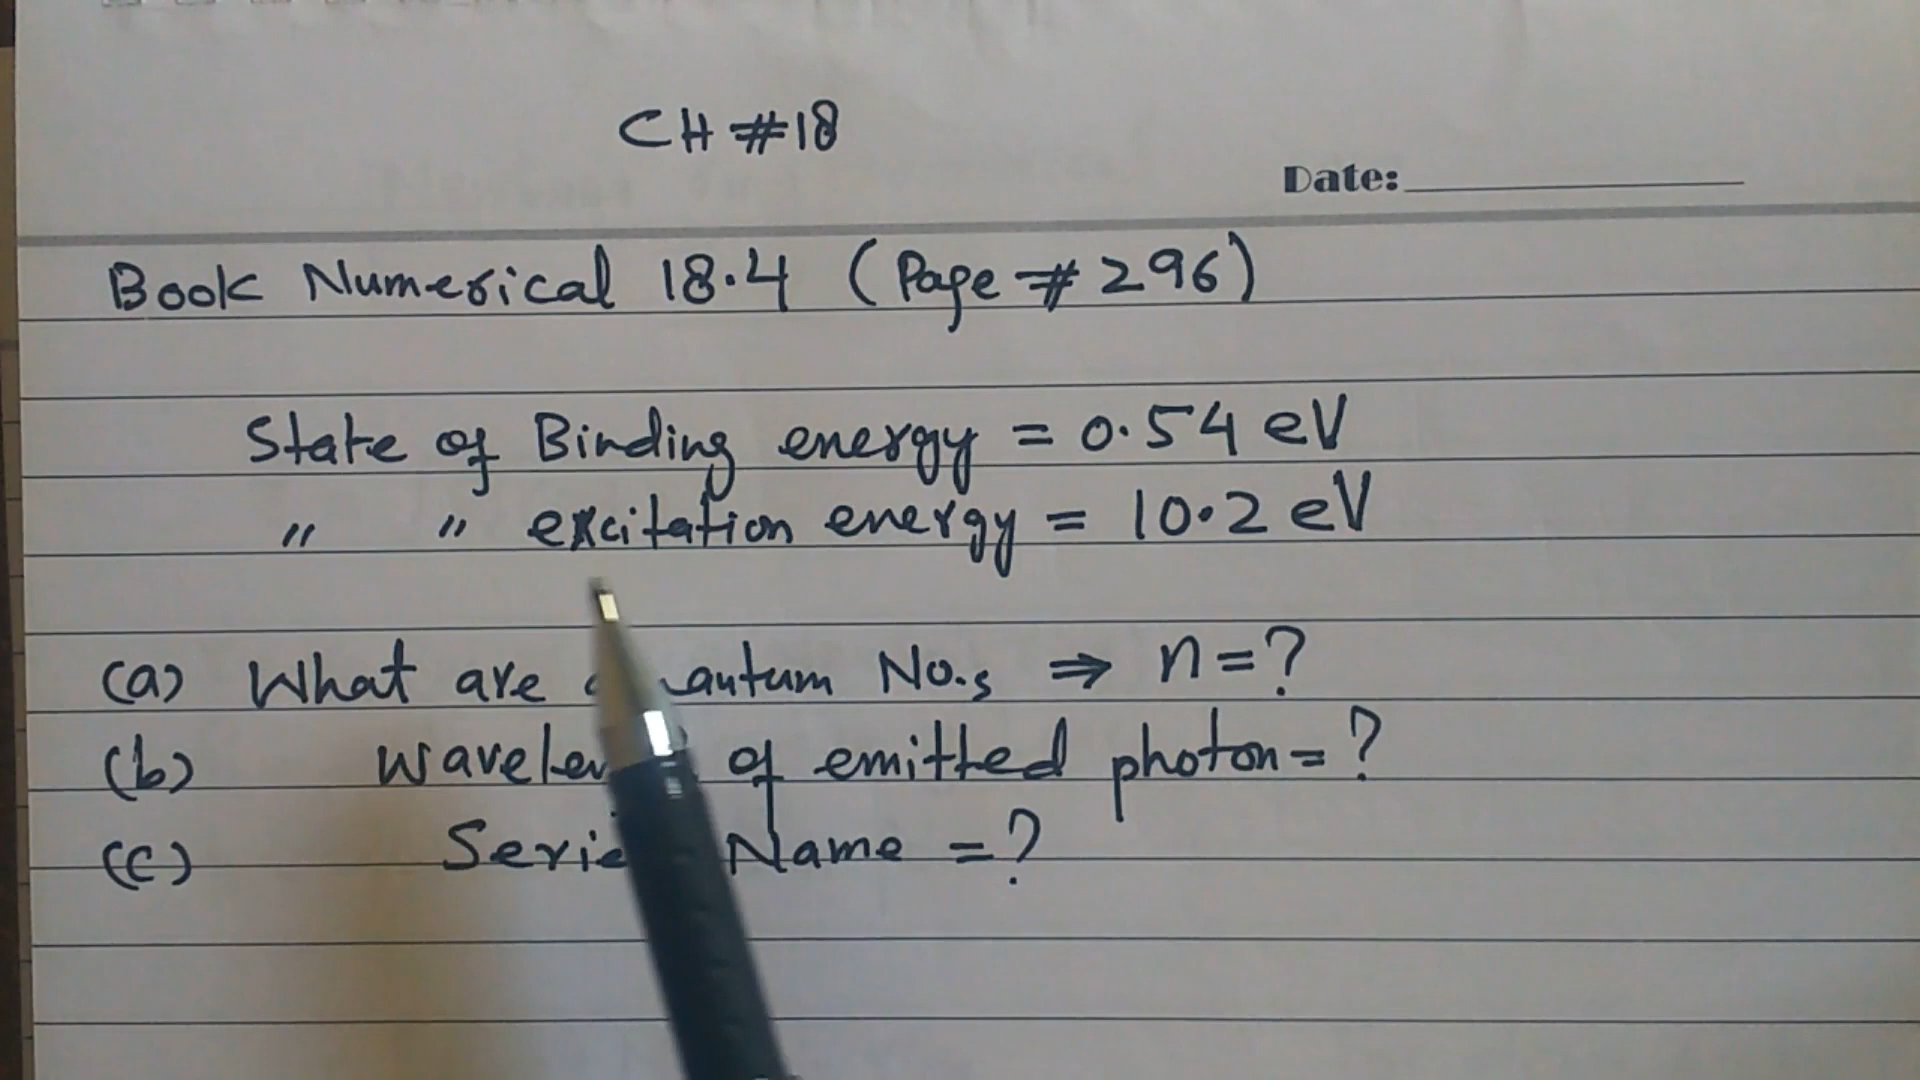 CH #18
Date:
Book Numerical 18.4 (Page # 296)
State of Binding energy = 0.54 eV
" " excitation energy = 10.2 eV
(a) What are No.s ⇒ n=?
(b) of emitted photon=?
(c) Name =?